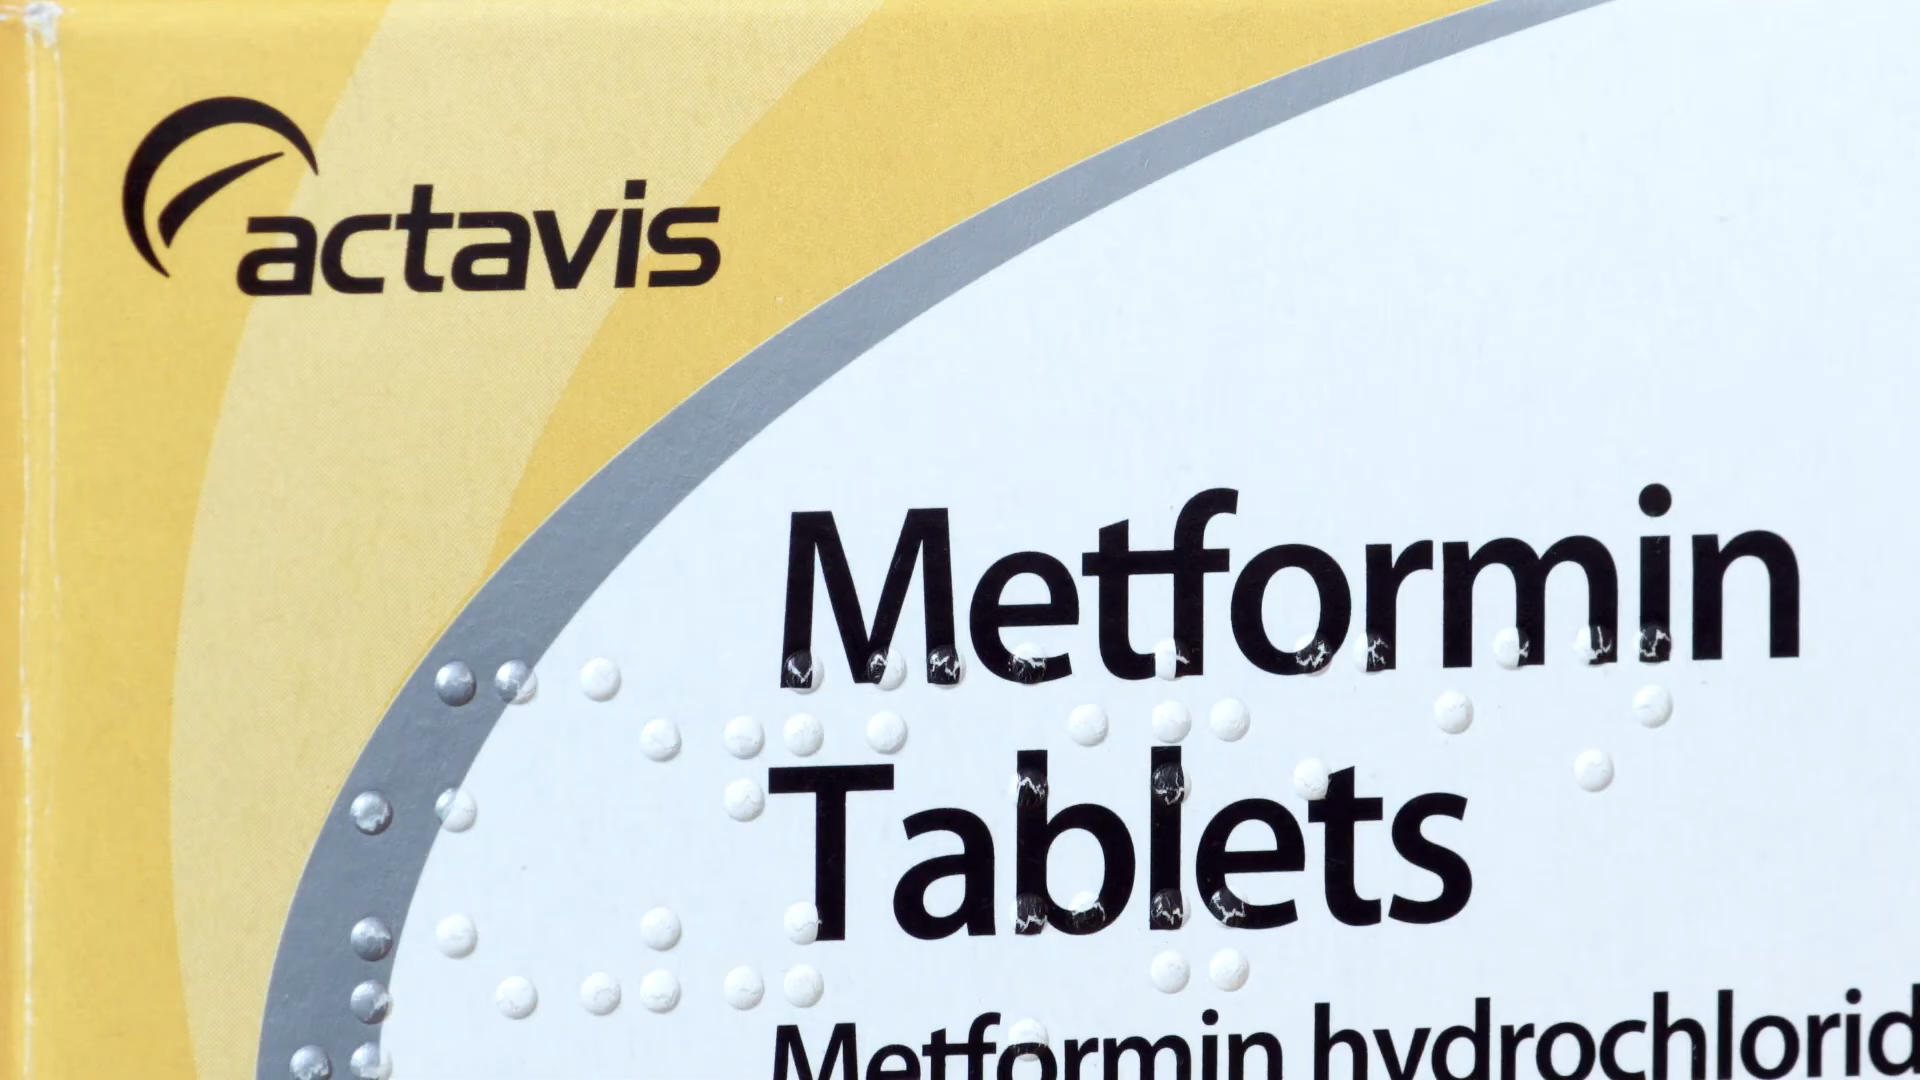 actavis
Metformin
Tablets
Metformin hydrochlorid